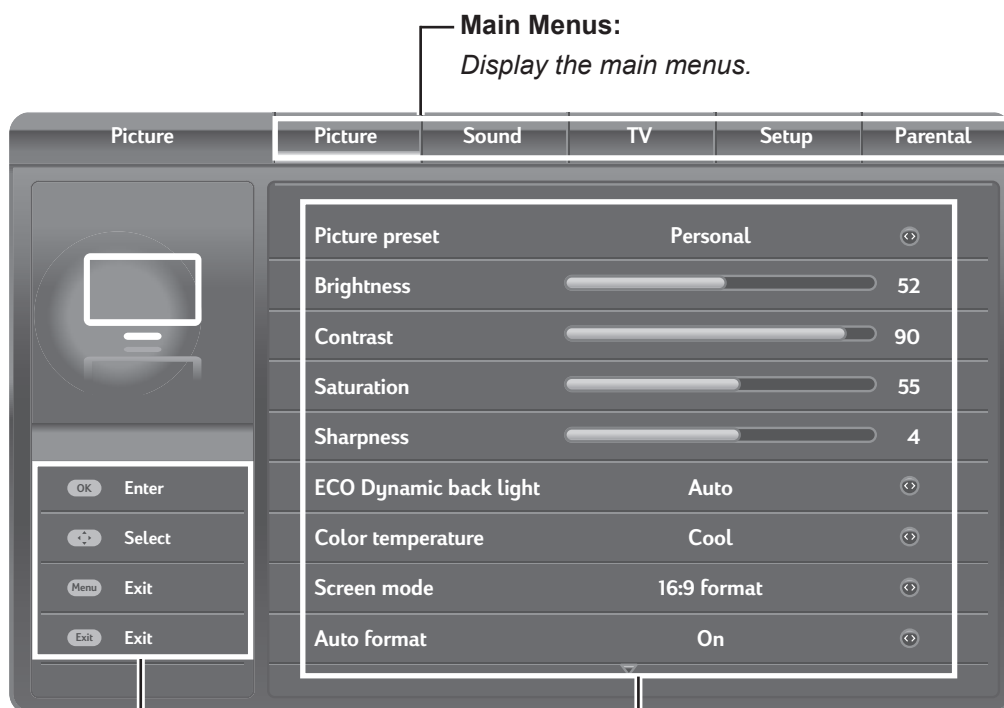 Main Menus:
Display the main menus.
Picture Picture Sound TV Setup Parental
Picture preset Personal
Brightness 52
Contrast 90
Saturation 55
Sharpness 4
ECO Dynamic back light Auto
Color temperature Cool
Screen mode 16:9 format
Auto format On
OK Enter
Select
Menu Exit
Exit Exit